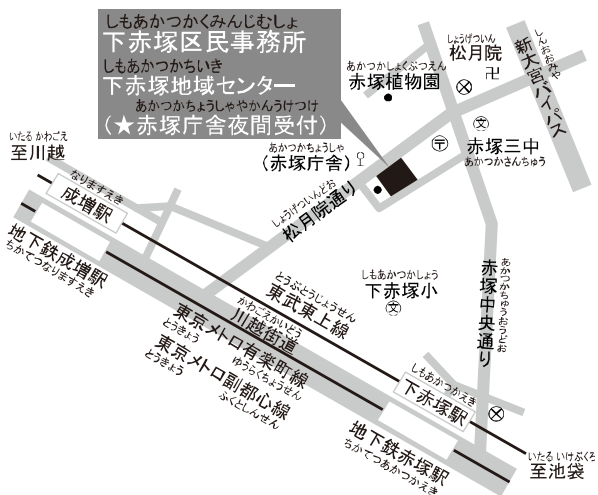 しもあかつかくみんじむしょ
下赤塚区民事務所
しもあかつかちいき
下赤塚地域センター
あかつかちょうしゃやかんうけつけ
(★赤塚庁舎夜間受付)
しょうげついん
松月院
卍
しんおおみや
新大宮バイパス
あかつかしょくぶつえん
赤塚植物園
文
〒
赤塚三中
あかつかさんちゅう
あかつかちょうしゃ
(赤塚庁舎)
いたる かわごえ
至川越
なりますえき
成増駅
しょうげついんどお
松月院通り
地下鉄成増駅
ちかてつなりますえき
とうぶとうじょうせん
東武東上線
かわごえかいどう
川越街道
しもあかつかしょう
下赤塚小
文
あかつかちゅうおうどお
赤塚中央通り
東京メトロ有楽町線
とうきょう
ゆうらくちょうせん
東京メトロ副都心線
とうきょう
ふくとしんせん
しもあかつかえき
下赤塚駅
地下鉄赤塚駅
ちかてつあかつかえき
いたる いけぶくろ
至池袋